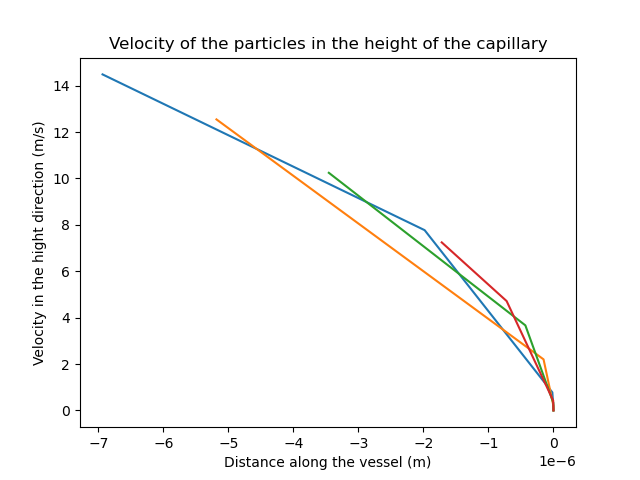 Velocity of the particles in the height of the capillary
Velocity in the hight direction (m/s)
14
12
10
8
6
4
2
0
−7 −6 −5 −4 −3 −2 −1 0
1e−6
Distance along the vessel (m)